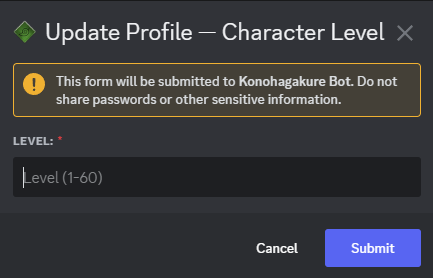 Update Profile — Character Level
This form will be submitted to Konohagakure Bot. Do not
share passwords or other sensitive information.
LEVEL: *
Level (1-60)
Cancel Submit